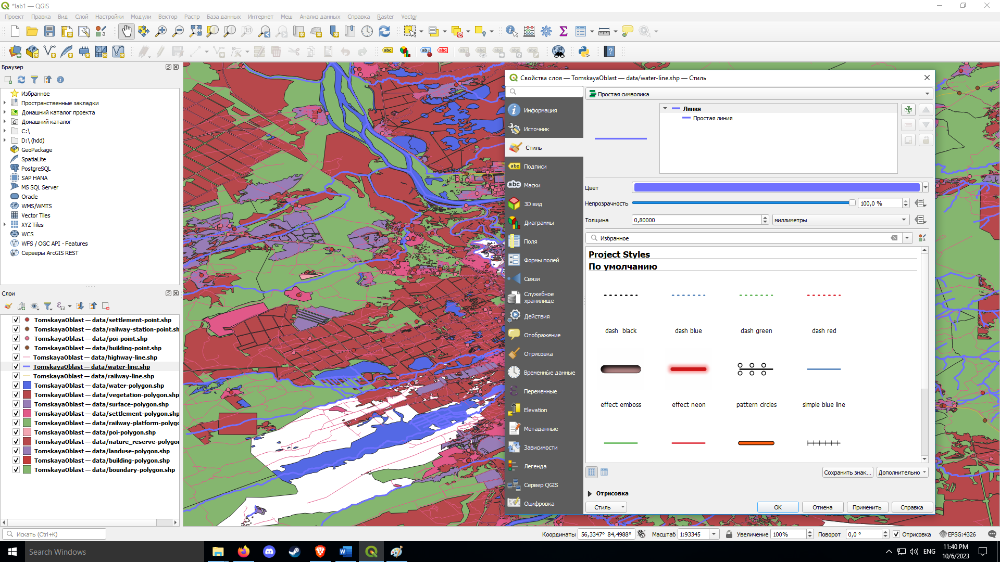 *lab1 — QGIS
Проект Правка Вид Слой Настройки Модули Вектор Растр База данных Интернет Меш Анализ данных Справка Raster Vector
Браузер
Избранное
Пространственные закладки
Домашний каталог проекта
Домашний каталог
C:\
D:\ (hdd)
GeoPackage
SpatiaLite
PostgreSQL
SAP HANA
MS SQL Server
Oracle
WMS/WMTS
Vector Tiles
XYZ Tiles
WCS
WFS / OGC API - Features
Серверы ArcGIS REST
Слои
TomskayaOblast — data/settlement-point.shp
TomskayaOblast — data/railway-station-point.sh
TomskayaOblast — data/poi-point.shp
TomskayaOblast — data/building-point.shp
TomskayaOblast — data/highway-line.shp
TomskayaOblast — data/water-line.shp
TomskayaOblast — data/railway-line.shp
TomskayaOblast — data/water-polygon.shp
TomskayaOblast — data/vegetation-polygon.shp
TomskayaOblast — data/surface-polygon.shp
TomskayaOblast — data/settlement-polygon.shp
TomskayaOblast — data/railway-platform-polygo
TomskayaOblast — data/poi-polygon.shp
TomskayaOblast — data/nature_reserve-polygon
TomskayaOblast — data/landuse-polygon.shp
TomskayaOblast — data/building-polygon.shp
TomskayaOblast — data/boundary-polygon.shp
Свойства слоя — TomskayaOblast — data/water-line.shp — Стиль
Информация
Источник
Стиль
Подписи
Маски
3D вид
Диаграммы
Поля
Формы полей
Связи
Служебное
хранилище
Действия
Отображение
Отрисовка
Временны́е данные
Переменные
Elevation
Метаданные
Зависимости
Легенда
Сервер QGIS
Оцифровка
Простая символика
Линия
Простая линия
Цвет
Непрозрачность 100,0 %
Толщина 0,80000 миллиметры
Избранное
Project Styles
По умолчанию
dash black dash blue dash green dash red
effect emboss effect neon pattern circles simple blue line
Сохранить знак... Дополнительно
Отрисовка
Стиль OK Отмена Применить Справка
Искать (Ctrl+K) Координаты 56,3347° 84,4988° Масштаб 1:93345 Увеличение 100% Поворот 0,0 ° Отрисовка EPSG:4326
Search Windows
ENG
11:40 PM
10/6/2023